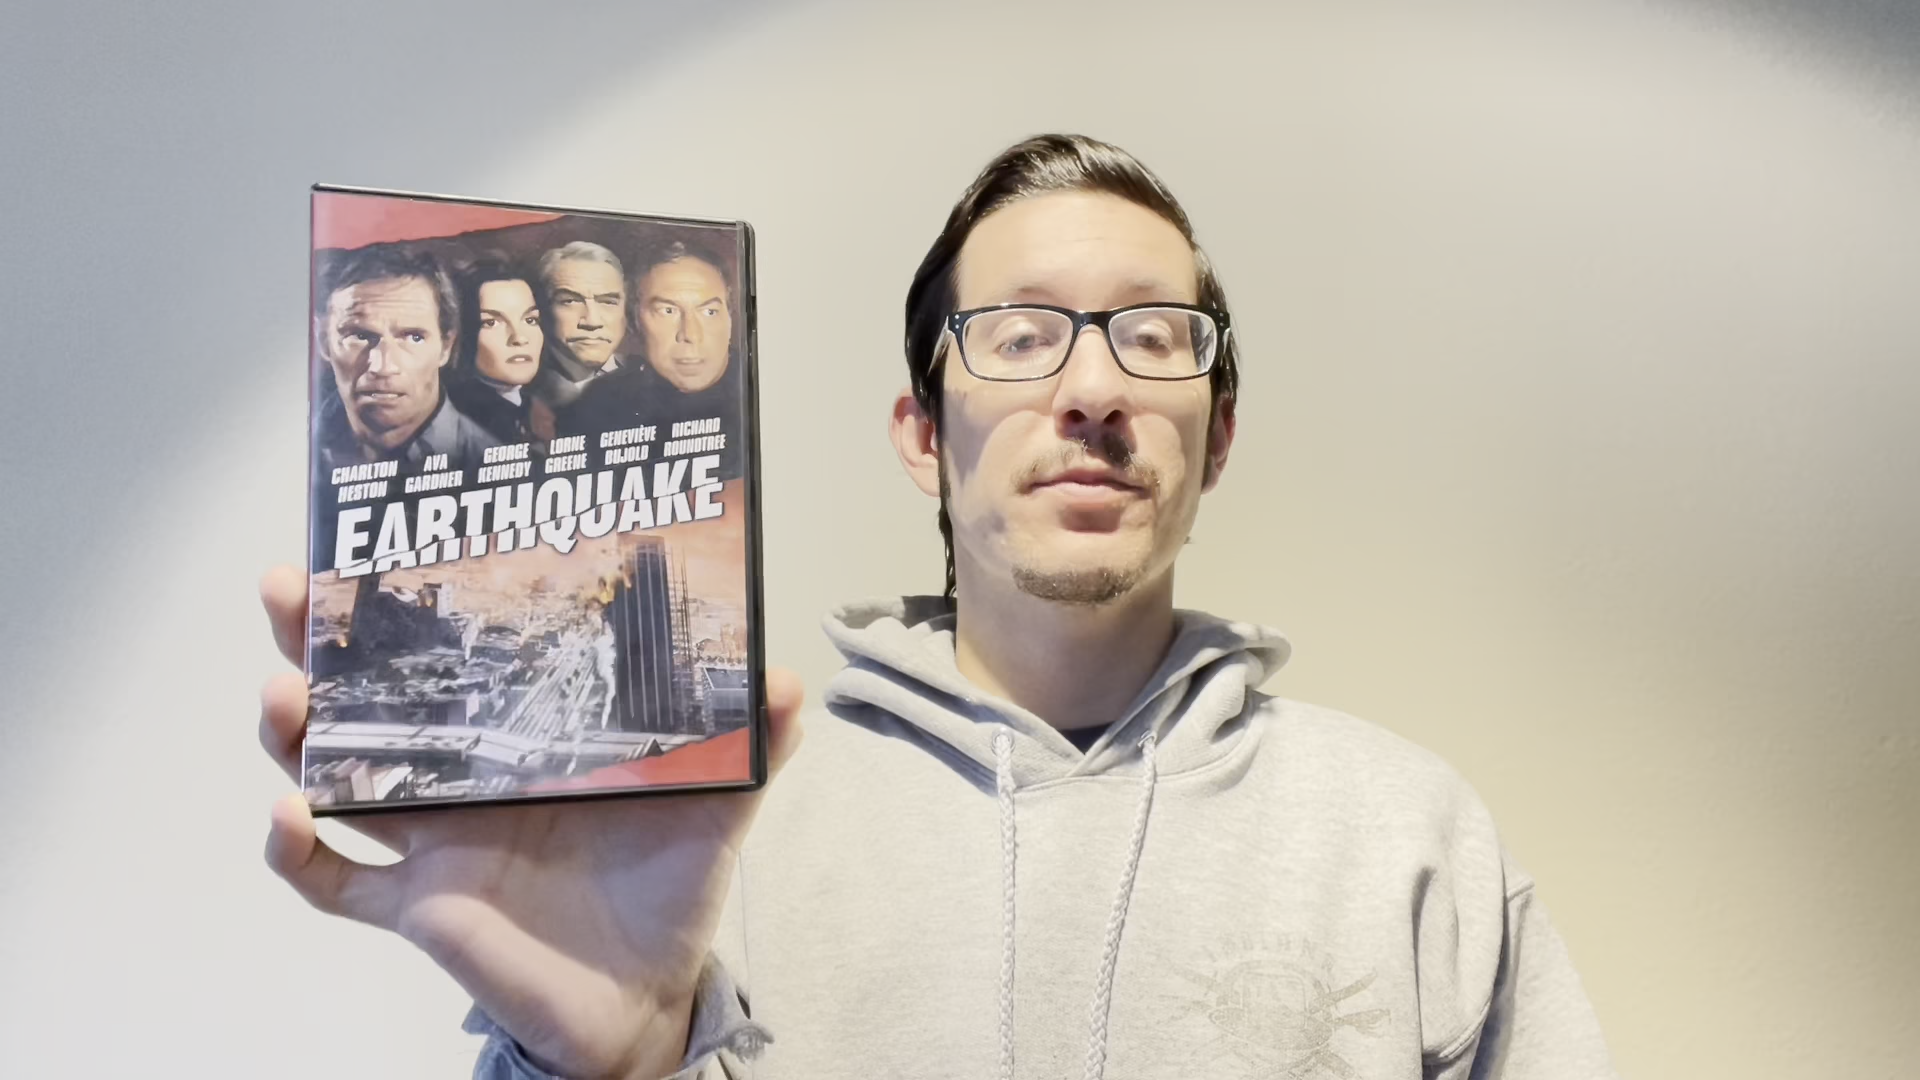 CHARLTON HESTON
AVA GARDNER
GEORGE KENNEDY
LORNE GREENE
GENEVIÈVE BUJOLD
RICHARD ROUNDTREE
EARTHQUAKE